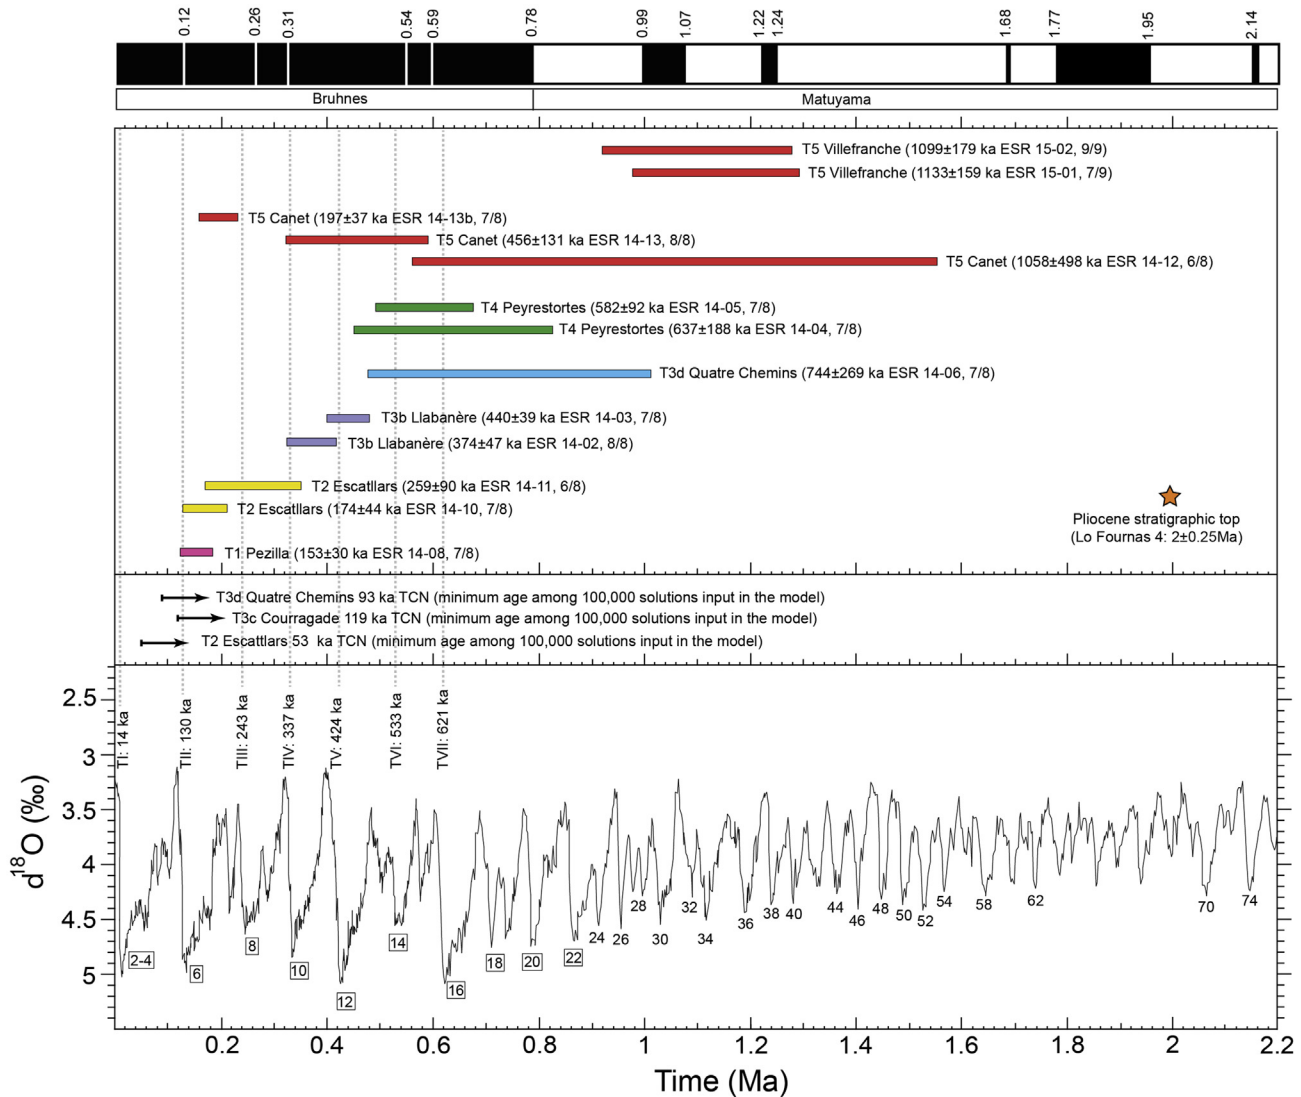 0.12 0.26 0.31 0.54 0.59 0.78 0.99 1.07 1.22 1.24 1.68 1.77 1.95 2.14
Bruhnes Matuyama
T5 Villefranche (1099±179 ka ESR 15-02, 9/9)
T5 Villefranche (1133±159 ka ESR 15-01, 7/9)
T5 Canet (197±37 ka ESR 14-13b, 7/8)
T5 Canet (456±131 ka ESR 14-13, 8/8)
T5 Canet (1058±498 ka ESR 14-12, 6/8)
T4 Peyrestortes (582±92 ka ESR 14-05, 7/8)
T4 Peyrestortes (637±188 ka ESR 14-04, 7/8)
T3d Quatre Chemins (744±269 ka ESR 14-06, 7/8)
T3b Llabanère (440±39 ka ESR 14-03, 7/8)
T3b Llabanère (374±47 ka ESR 14-02, 8/8)
T2 Escatllars (259±90 ka ESR 14-11, 6/8)
T2 Escatllars (174±44 ka ESR 14-10, 7/8)
Pliocene stratigraphic top
(Lo Fournas 4: 2±0.25Ma)
T1 Pezilla (153±30 ka ESR 14-08, 7/8)
T3d Quatre Chemins 93 ka TCN (minimum age among 100,000 solutions input in the model)
T3c Courragade 119 ka TCN (minimum age among 100,000 solutions input in the model)
T2 Escattlars 53 ka TCN (minimum age among 100,000 solutions input in the model)
TI: 14 ka
TII: 130 ka
TIII: 243 ka
TIV: 337 ka
TV: 424 ka
TVI: 533 ka
TVII: 621 ka
2.5
3
3.5
4
4.5
5
d18O (‰)
2-4 6 8 10 12 14 16 18 20 22 24 26 28 30 32 34 36 38 40 44 46 48 50 52 54 58 62 70 74
0.2 0.4 0.6 0.8 1 1.2 1.4 1.6 1.8 2 2.2
Time (Ma)